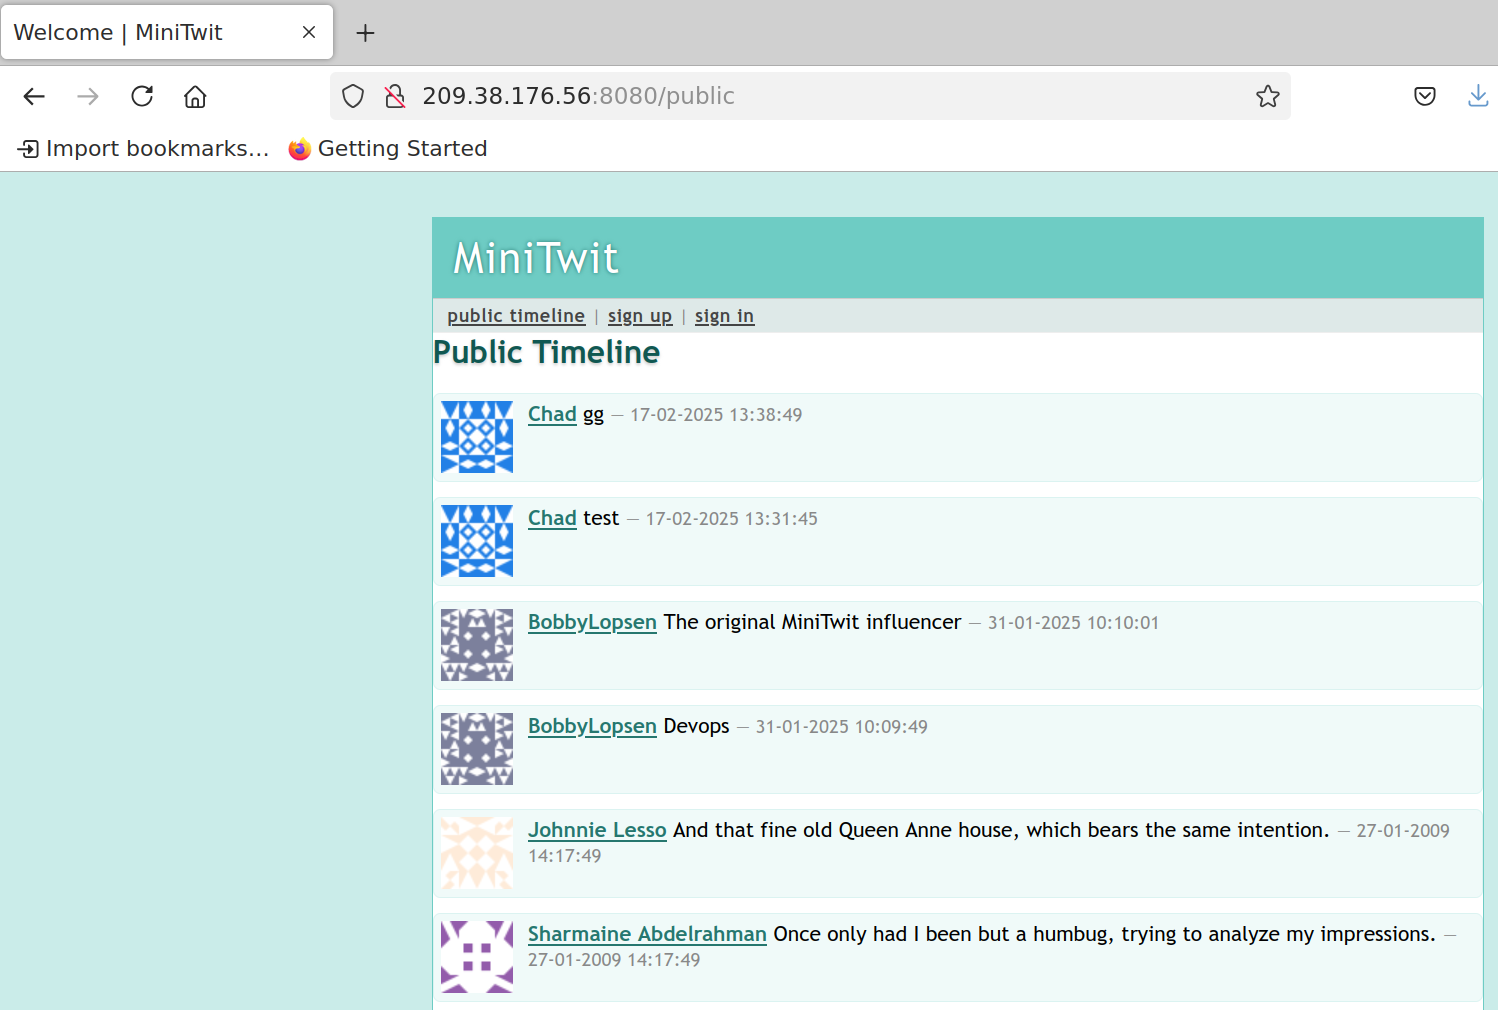 Welcome | MiniTwit
209.38.176.56:8080/public
Import bookmarks... Getting Started
MiniTwit
public timeline | sign up | sign in
Public Timeline
Chad gg — 17-02-2025 13:38:49
Chad test — 17-02-2025 13:31:45
BobbyLopsen The original MiniTwit influencer — 31-01-2025 10:10:01
BobbyLopsen Devops — 31-01-2025 10:09:49
Johnnie Lesso And that fine old Queen Anne house, which bears the same intention. — 27-01-2009
14:17:49
Sharmaine Abdelrahman Once only had I been but a humbug, trying to analyze my impressions. —
27-01-2009 14:17:49